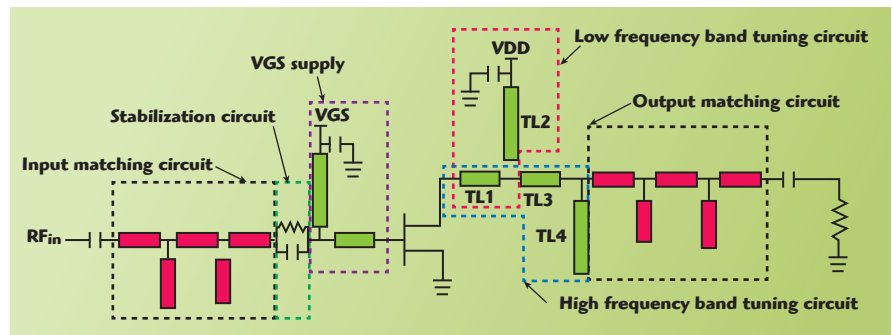 Low frequency band tuning circuit
VDD
VGS supply
Output matching circuit
Stabilization circuit
VGS
TL2
Input matching circuit
TL1
TL3
RFin
TL4
High frequency band tuning circuit